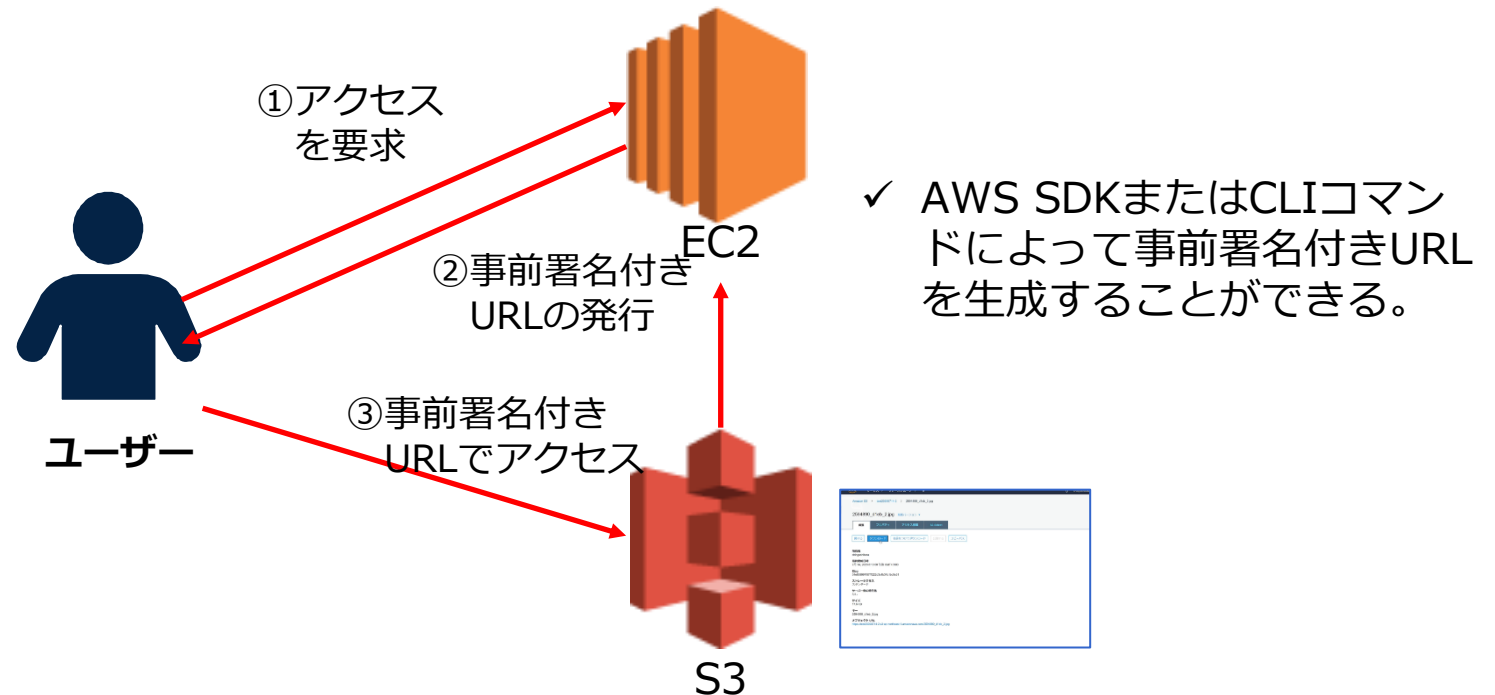 ①アクセス
を要求
EC2
②事前署名付き
URLの発行
✓ AWS SDKまたはCLIコマン
ドによって事前署名付きURL
を生成することができる。
③事前署名付き
URLでアクセス
ユーザー
S3